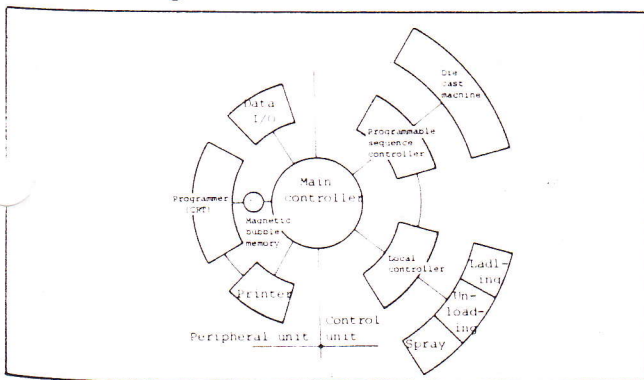 Die
cast
machine
Data
I/O
Programmable
sequence
controller
Main
controller
Programmer
(CRT)
Magnetic
bubble
memory
Local
controller
Ladl-
ing
Un-
load-
ing
Spray
Printer
Control
unit
Peripheral unit